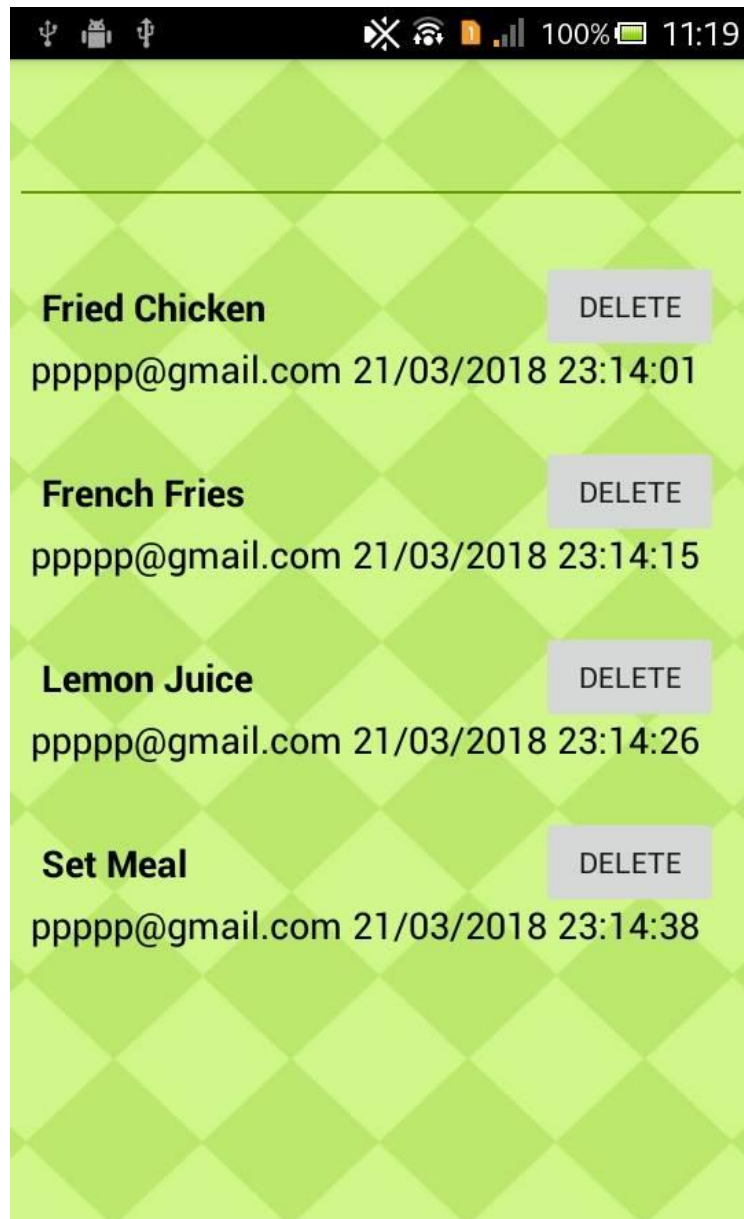 1 100% 11:19
Fried Chicken DELETE
ppppp@gmail.com 21/03/2018 23:14:01
French Fries DELETE
ppppp@gmail.com 21/03/2018 23:14:15
Lemon Juice DELETE
ppppp@gmail.com 21/03/2018 23:14:26
Set Meal DELETE
ppppp@gmail.com 21/03/2018 23:14:38